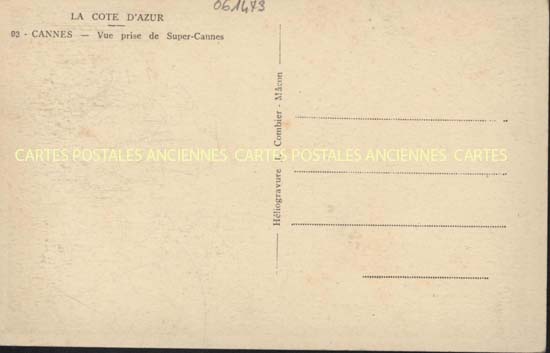 061473
LA COTE D'AZUR
93 - CANNES — Vue prise de Super-Cannes
Héliogravure L. Combier - Mâcon
CARTES POSTALES ANCIENNES CARTES POSTALES ANCIENNES CARTES